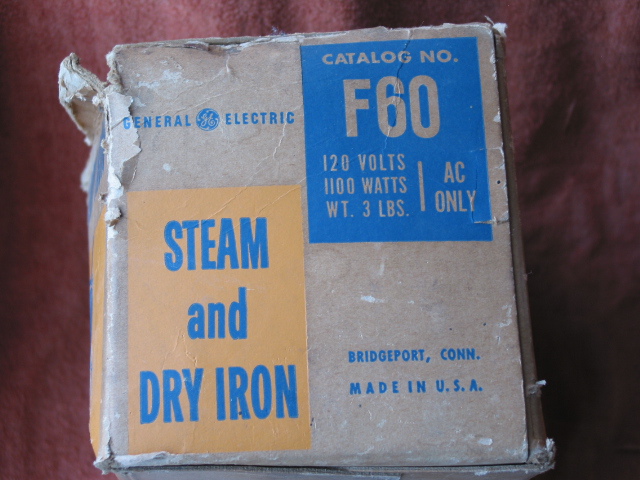 GENERAL GE ELECTRIC
CATALOG NO.
F60
120 VOLTS
1100 WATTS
WT. 3 LBS.
AC
ONLY
STEAM
and
DRY IRON
BRIDGEPORT, CONN.
MADE IN U.S.A.